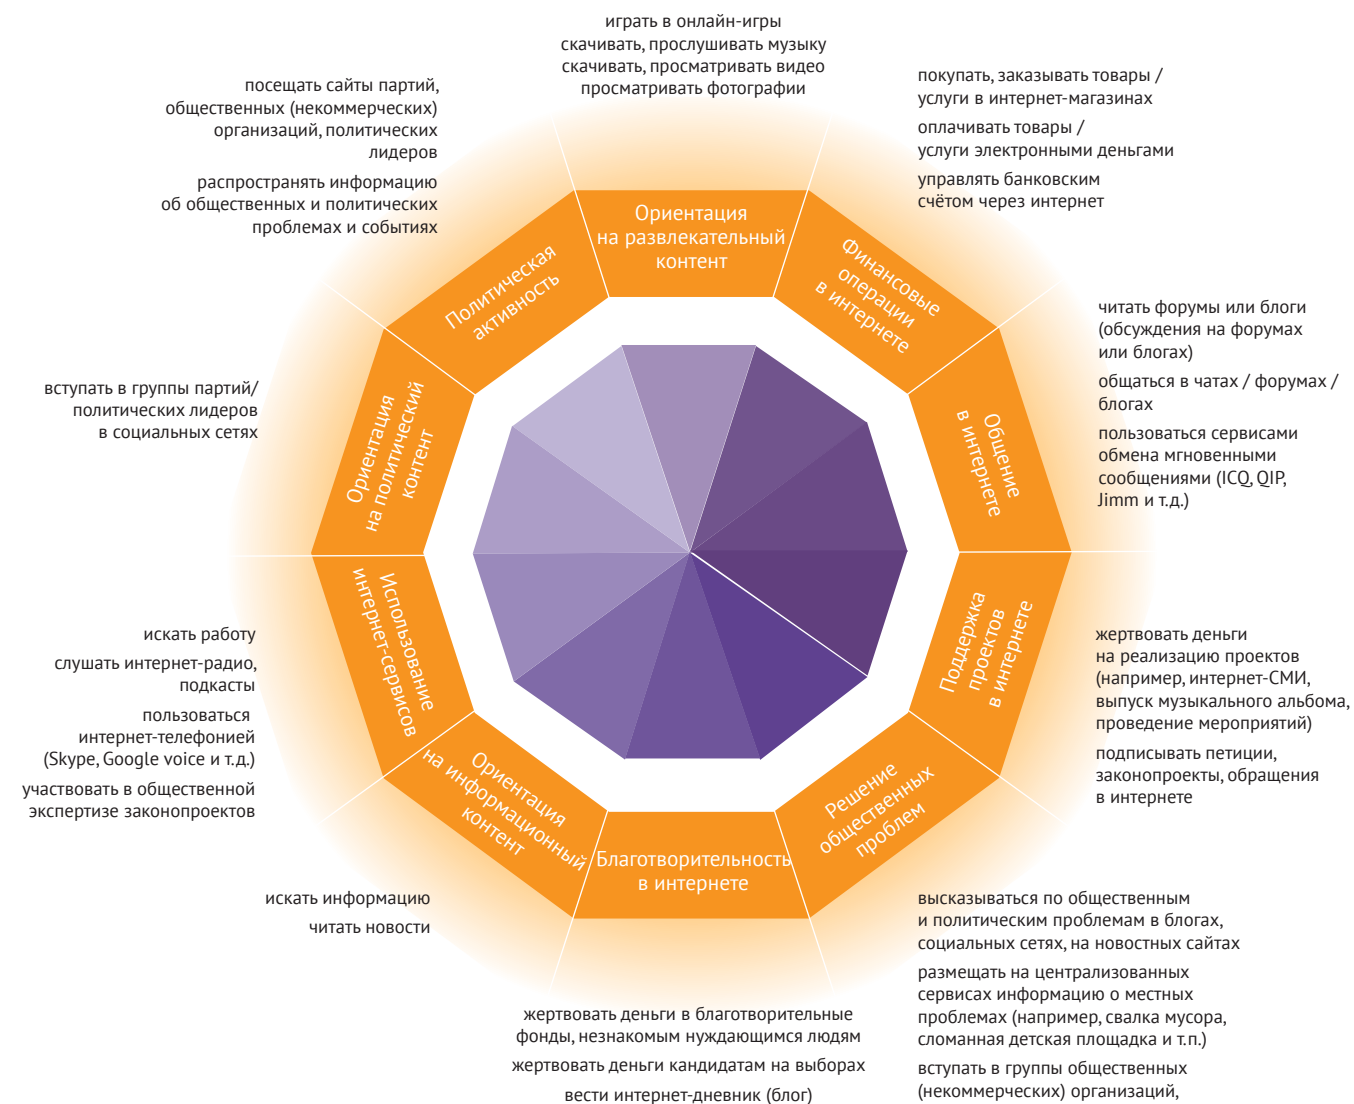 играть в онлайн-игры
скачивать, прослушивать музыку
скачивать, просматривать видео
просматривать фотографии
Ориентация
на развлекательный
контент
покупать, заказывать товары /
услуги в интернет-магазинах
оплачивать товары /
услуги электронными деньгами
управлять банковским
счётом через интернет
Финансовые
операции
в интернете
читать форумы или блоги
(обсуждения на форумах
или блогах)
общаться в чатах / форумах /
блогах
пользоваться сервисами
обмена мгновенными
сообщениями (ICQ, QIP,
Jimm и т.д.)
Общение
в интернете
жертвовать деньги
на реализацию проектов
(например, интернет-СМИ,
выпуск музыкального альбома,
проведение мероприятий)
подписывать петиции,
законопроекты, обращения
в интернете
Поддержка
проектов
в интернете
высказываться по общественным
и политическим проблемам в блогах,
социальных сетях, на новостных сайтах
размещать на централизованных
сервисах информацию о местных
проблемах (например, свалка мусора,
сломанная детская площадка и т.п.)
вступать в группы общественных
(некоммерческих) организаций,
Решение
общественных
проблем
Благотворительность
в интернете
жертвовать деньги в благотворительные
фонды, незнакомым нуждающимся людям
жертвовать деньги кандидатам на выборах
вести интернет-дневник (блог)
Ориентация
на информационный
контент
искать информацию
читать новости
Использование
интернет-сервисов
искать работу
слушать интернет-радио,
подкасты
пользоваться
интернет-телефонией
(Skype, Google voice и т.д.)
участвовать в общественной
экспертизе законопроектов
Ориентация
на политический
контент
вступать в группы партий/
политических лидеров
в социальных сетях
Политическая
активность
посещать сайты партий,
общественных (некоммерческих)
организаций, политических
лидеров
распространять информацию
об общественных и политических
проблемах и событиях